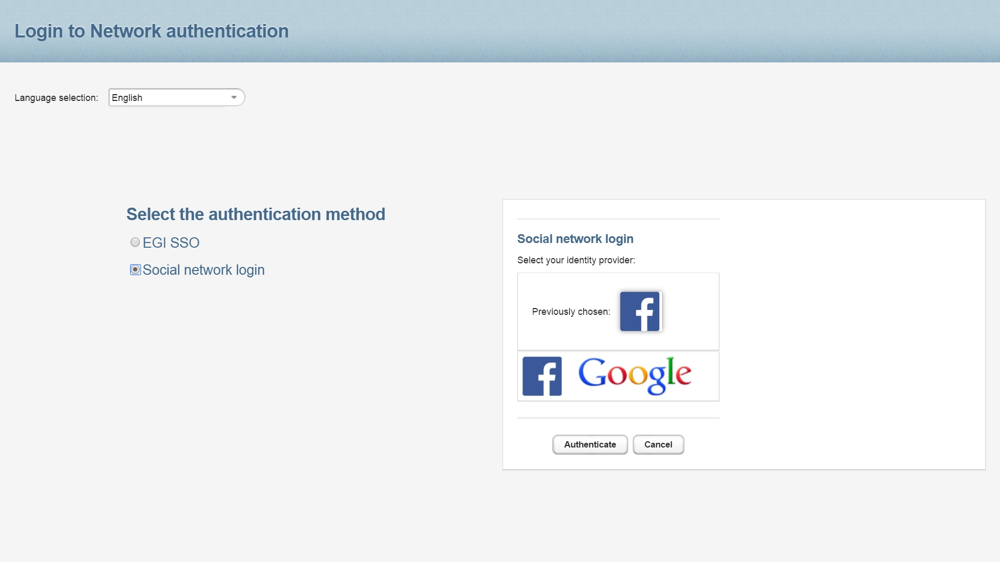 Login to Network authentication
Language selection: English
Select the authentication method
EGI SSO
Social network login
Social network login
Select your identity provider:
Previously chosen: f
f Google
Authenticate Cancel